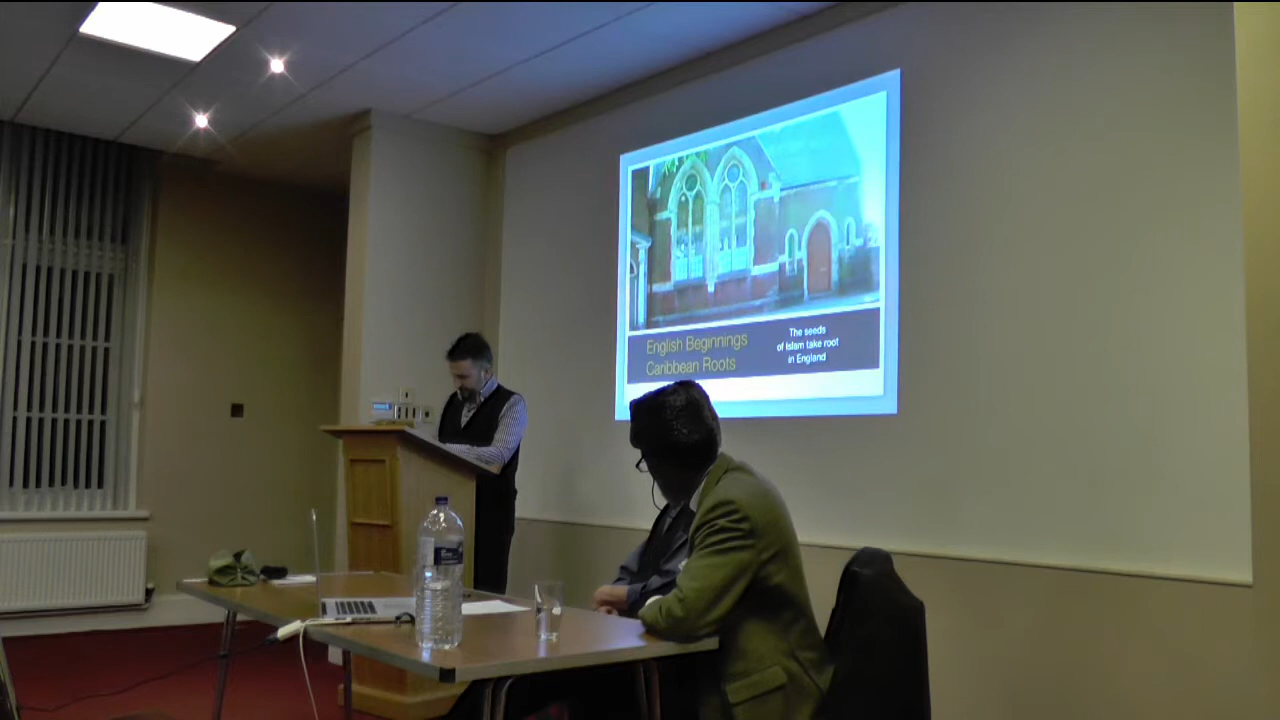 English Beginnings
Caribbean Roots
The seeds
of Islam take root
in England